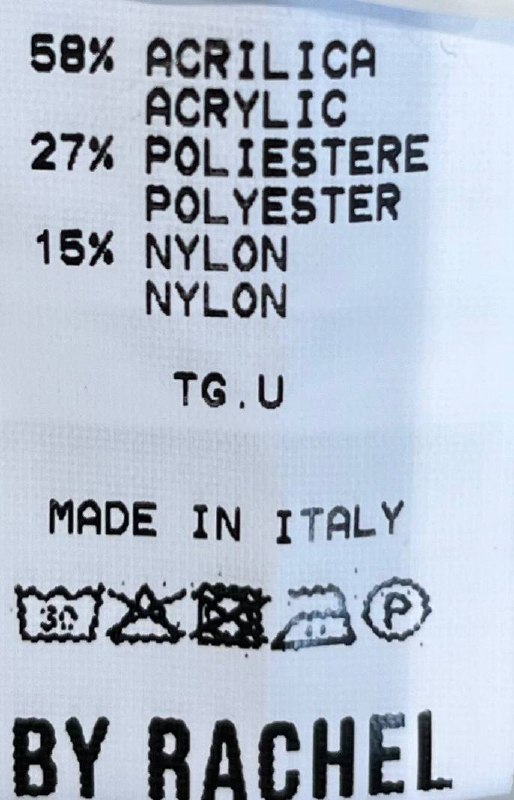 58% ACRILICA
ACRYLIC
27% POLIESTERE
POLYESTER
15% NYLON
NYLON
TG.U
MADE IN ITALY
30 P
BY RACHEL